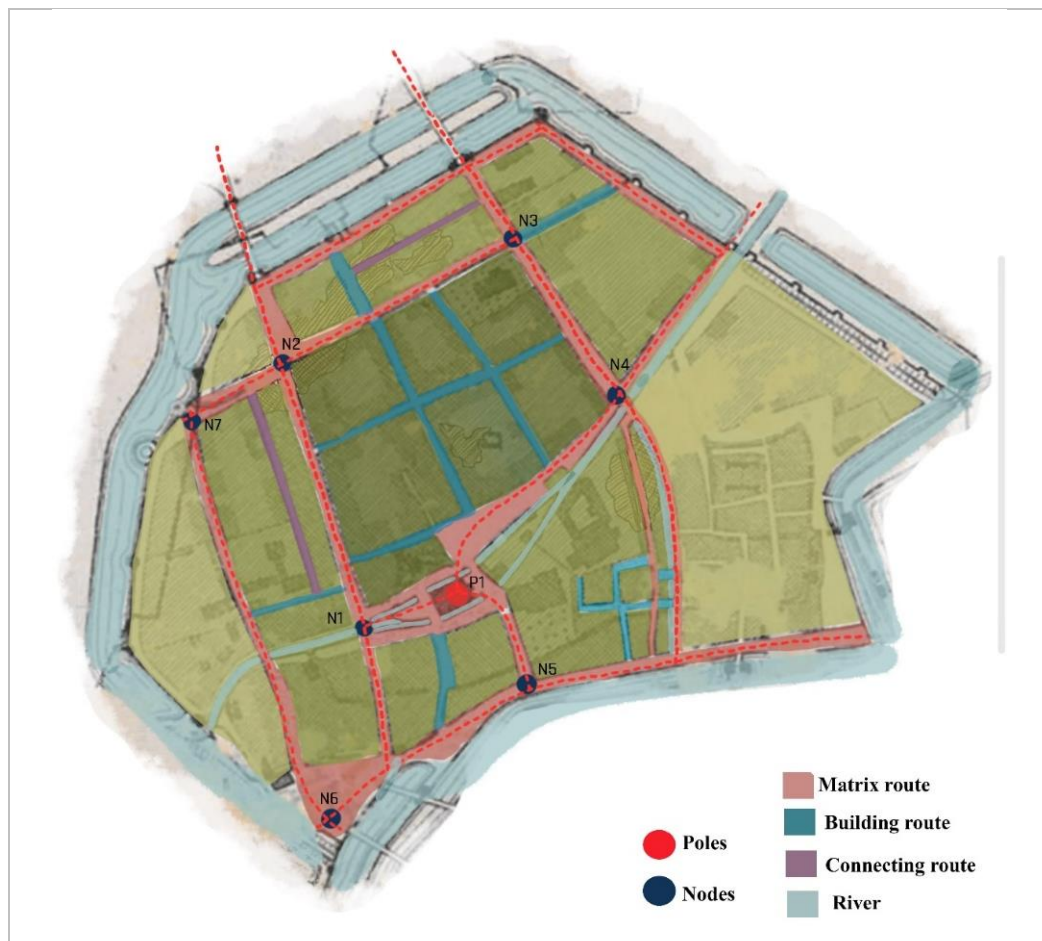 N3
N2
N4
N7
P1
N1
N5
N6
Matrix route
Building route
Poles
Connecting route
Nodes
River